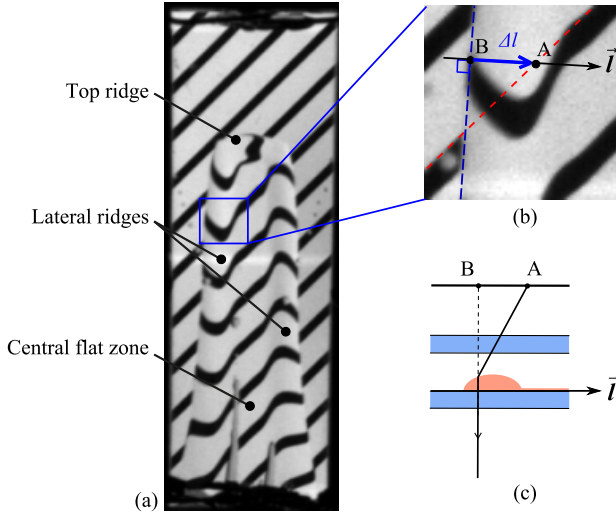 Top ridge
Lateral ridges
Central flat zone
(a)
B
Δl
A
l⃗
(b)
B
A
l⃗
(c)